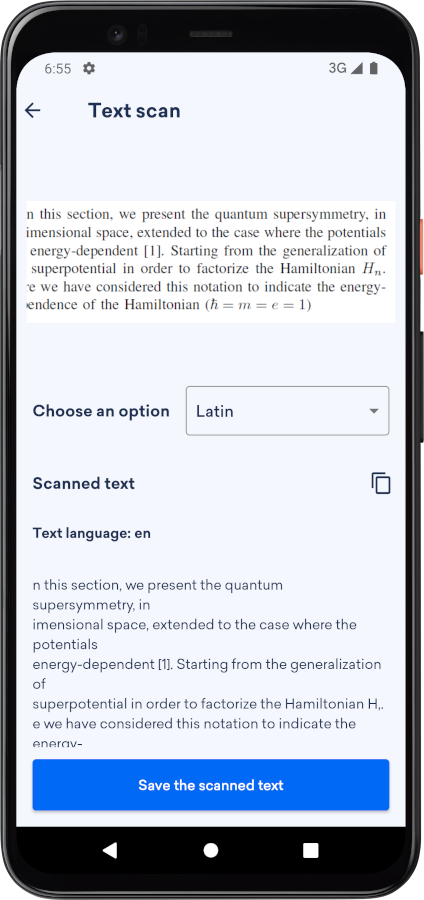 6:55 3G
Text scan
n this section, we present the quantum supersymmetry, in
imensional space, extended to the case where the potentials
energy-dependent [1]. Starting from the generalization of
superpotential in order to factorize the Hamiltonian Hₙ.
e we have considered this notation to indicate the energy-
endence of the Hamiltonian (ℏ = m = e = 1)
Choose an option Latin
Scanned text
Text language: en
n this section, we present the quantum
supersymmetry, in
imensional space, extended to the case where the
potentials
energy-dependent [1]. Starting from the generalization
of
superpotential in order to factorize the Hamiltonian H,.
e we have considered this notation to indicate the
energy-
Save the scanned text